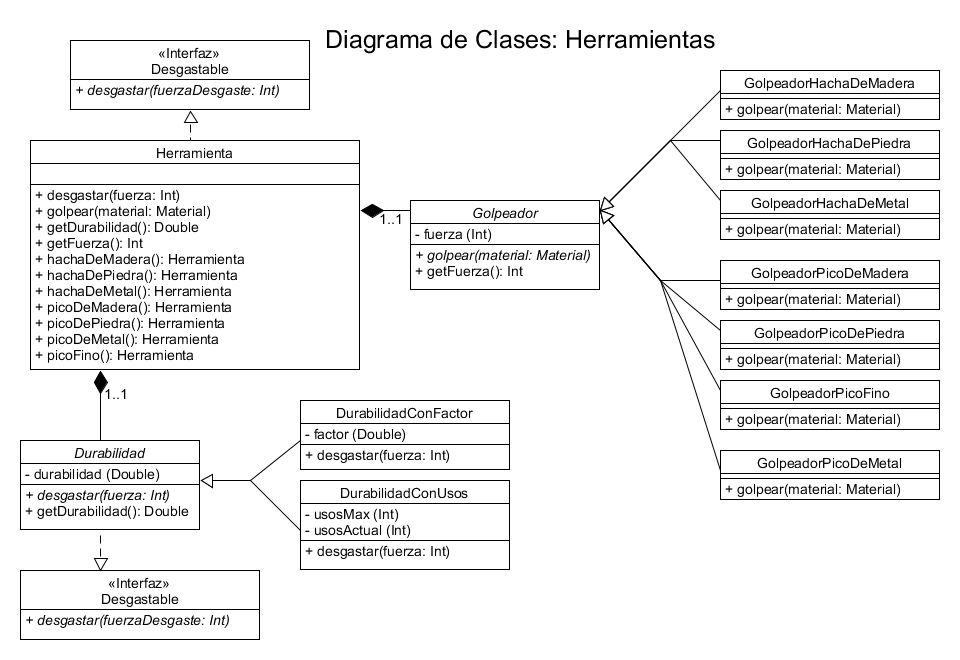 Diagrama de Clases: Herramientas
«Interfaz»
Desgastable
+ desgastar(fuerzaDesgaste: Int)
Herramienta
+ desgastar(fuerza: Int)
+ golpear(material: Material)
+ getDurabilidad(): Double
+ getFuerza(): Int
+ hachaDeMadera(): Herramienta
+ hachaDePiedra(): Herramienta
+ hachaDeMetal(): Herramienta
+ picoDeMadera(): Herramienta
+ picoDePiedra(): Herramienta
+ picoDeMetal(): Herramienta
+ picoFino(): Herramienta
1..1
Golpeador
- fuerza (Int)
+ golpear(material: Material)
+ getFuerza(): Int
GolpeadorHachaDeMadera
+ golpear(material: Material)
GolpeadorHachaDePiedra
+ golpear(material: Material)
GolpeadorHachaDeMetal
+ golpear(material: Material)
GolpeadorPicoDeMadera
+ golpear(material: Material)
GolpeadorPicoDePiedra
+ golpear(material: Material)
GolpeadorPicoFino
+ golpear(material: Material)
GolpeadorPicoDeMetal
+ golpear(material: Material)
1..1
Durabilidad
- durabilidad (Double)
+ desgastar(fuerza: Int)
+ getDurabilidad(): Double
DurabilidadConFactor
- factor (Double)
+ desgastar(fuerza: Int)
DurabilidadConUsos
- usosMax (Int)
- usosActual (Int)
+ desgastar(fuerza: Int)
«Interfaz»
Desgastable
+ desgastar(fuerzaDesgaste: Int)